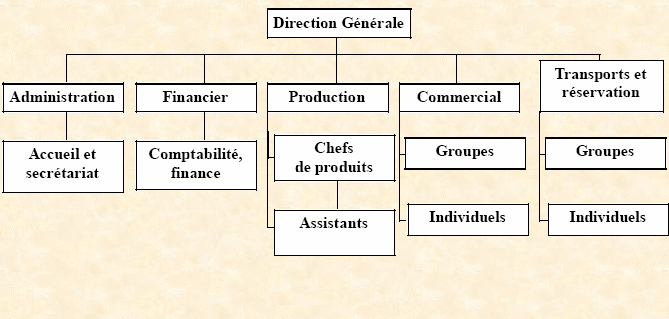 Direction Générale
Administration
Financier
Production
Commercial
Transports et
réservation
Accueil et
secrétariat
Comptabilité,
finance
Chefs
de produits
Groupes
Groupes
Assistants
Individuels
Individuels